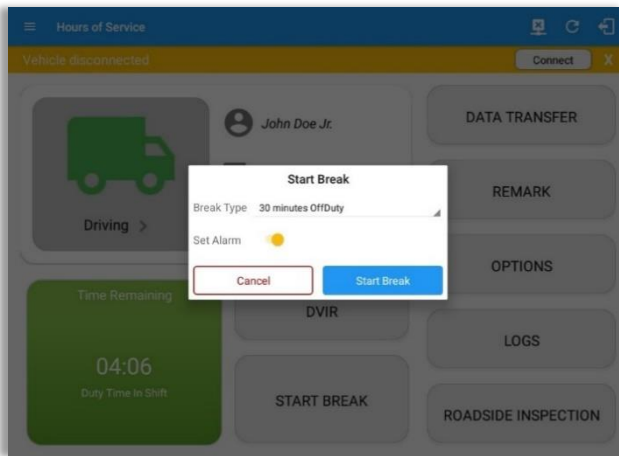 Hours of Service
Vehicle disconnected
Connect
X
John Doe Jr.
DATA TRANSFER
Start Break
Break Type 30 minutes OffDuty
REMARK
Driving >
Set Alarm
Cancel
Start Break
OPTIONS
Time Remaining
DVIR
LOGS
04:06
Duty Time In Shift
START BREAK
ROADSIDE INSPECTION